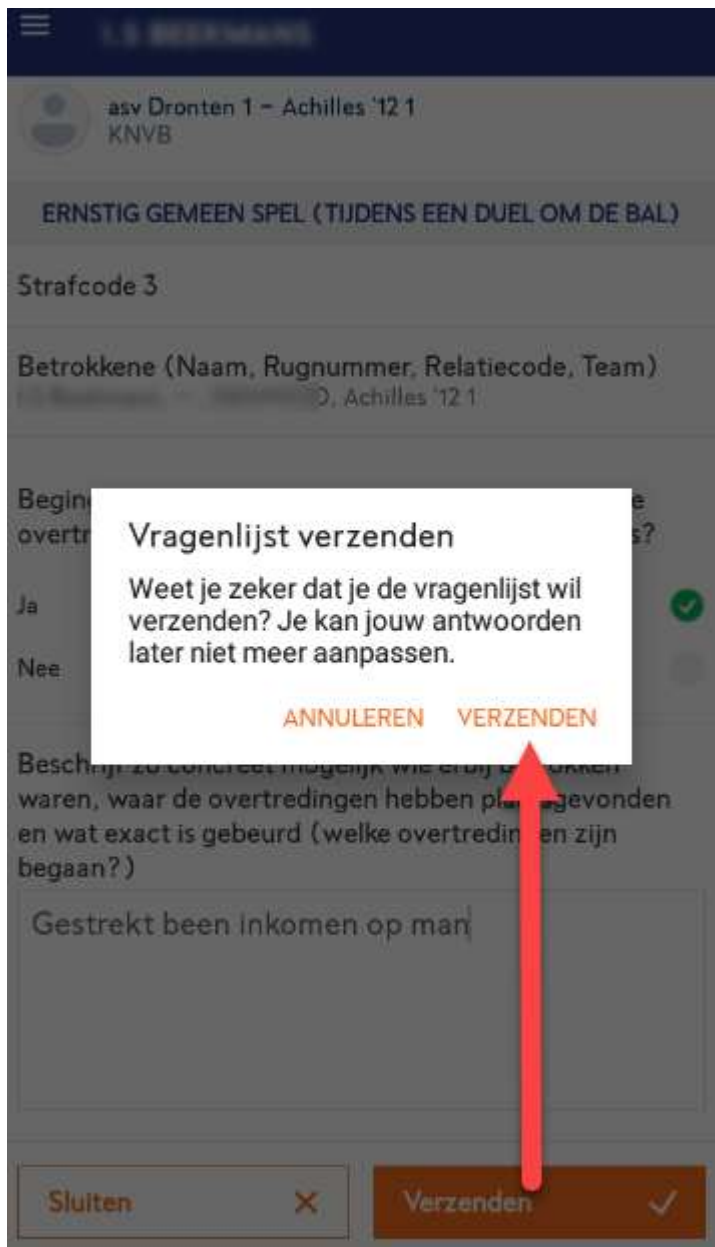 asv Dronten 1 - Achilles '12 1
KNVB
ERNSTIG GEMEEN SPEL (TIJDENS EEN DUEL OM DE BAL)
Strafcode 3
Betrokkene (Naam, Rugnummer, Relatiecode, Team)
Achilles '12 1
Vragenlijst verzenden
Weet je zeker dat je de vragenlijst wil
verzenden? Je kan jouw antwoorden
later niet meer aanpassen.
ANNULEREN VERZENDEN
Ja
Nee
waren, waar de overtredingen hebben
en wat exact is gebeurd (welke zijn
begaan?)
Gestrekt been inkomen op man
Sluiten Verzenden